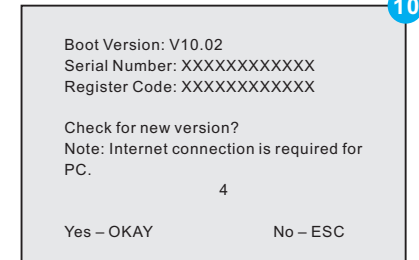 10
Boot Version: V10.02
Serial Number: XXXXXXXXXXXX
Register Code: XXXXXXXXXXXX
Check for new version?
Note: Internet connection is required for
PC.
4
Yes – OKAY No – ESC